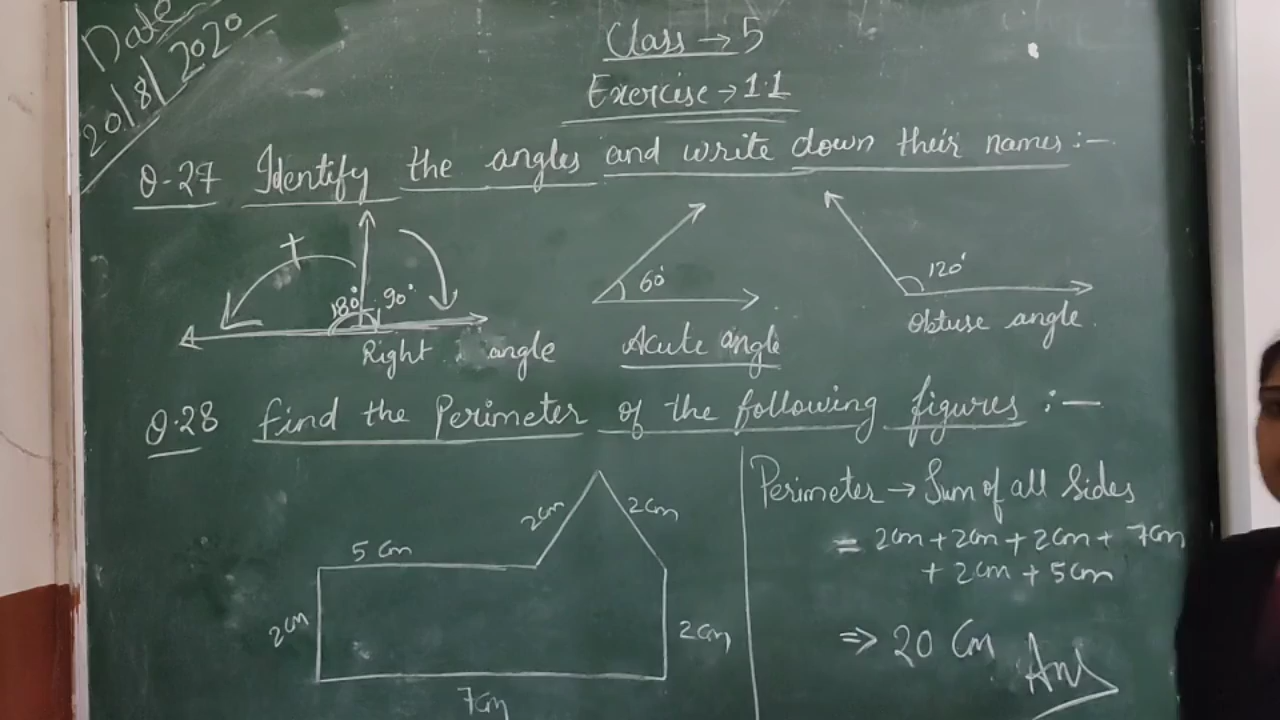 Date
20/8/2020
Class → 5
Exercise → 11
Q-27 Identify the angles and write down their names :-
180° 90°
Right angle
60°
Acute angle
120°
Obtuse angle.
Q.28 Find the Perimeter of the following figures :-
2cm 2cm
5 cm
2cm
2cm
7cm
Perimeter → Sum of all Sides
= 2cm + 2cm + 2cm + 7cm
+ 2cm + 5cm
⇒ 20 Cm Ans